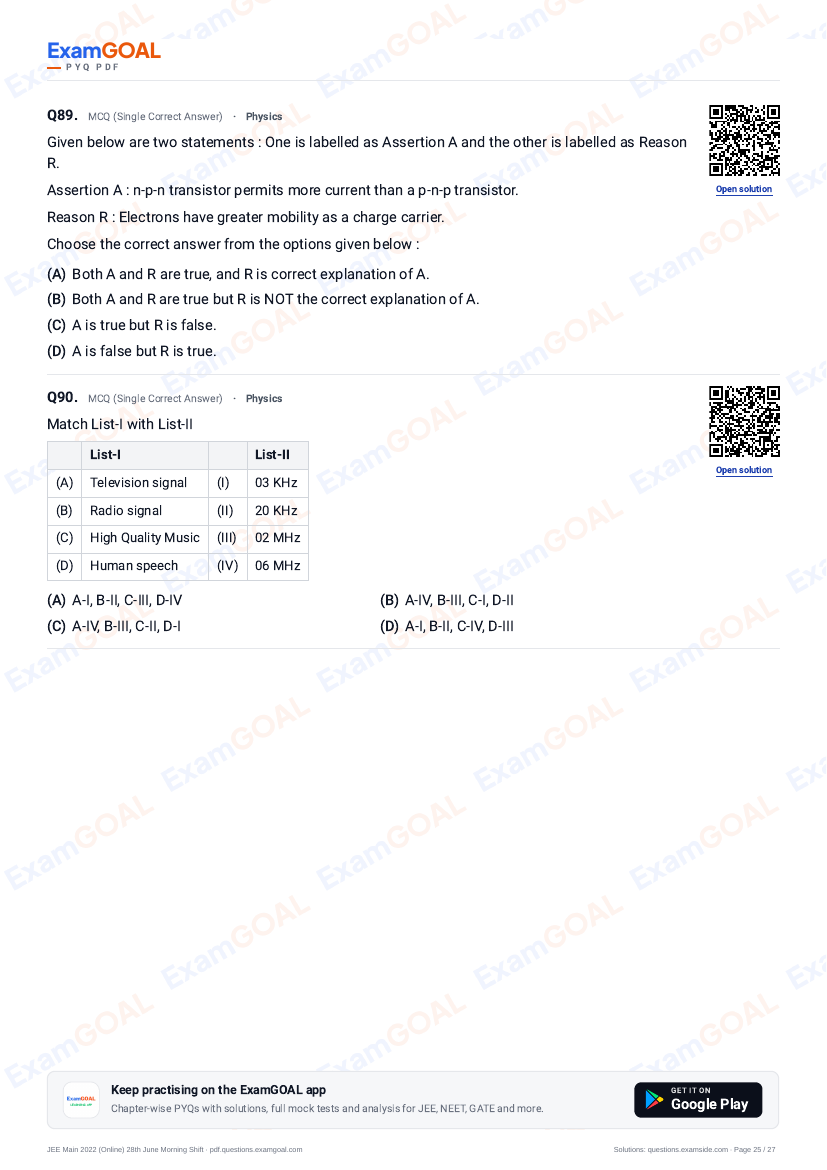 ExamGOAL
PYQ PDF
Q89. MCQ (Single Correct Answer) · Physics
Given below are two statements : One is labelled as Assertion A and the other is labelled as Reason
R.
Assertion A : n-p-n transistor permits more current than a p-n-p transistor.
Reason R : Electrons have greater mobility as a charge carrier.
Choose the correct answer from the options given below :
(A) Both A and R are true, and R is correct explanation of A.
(B) Both A and R are true but R is NOT the correct explanation of A.
(C) A is true but R is false.
(D) A is false but R is true.
Open solution
Q90. MCQ (Single Correct Answer) · Physics
Match List-I with List-II
List-I List-II
(A) Television signal (I) 03 KHz
(B) Radio signal (II) 20 KHz
(C) High Quality Music (III) 02 MHz
(D) Human speech (IV) 06 MHz
(A) A-I, B-II, C-III, D-IV (B) A-IV, B-III, C-I, D-II
(C) A-IV, B-III, C-II, D-I (D) A-I, B-II, C-IV, D-III
Open solution
ExamGOAL
Keep practising on the ExamGOAL app
Chapter-wise PYQs with solutions, full mock tests and analysis for JEE, NEET, GATE and more.
GET IT ON
Google Play
JEE Main 2022 (Online) 28th June Morning Shift · pdf.questions.examgoal.com Solutions: questions.examside.com · Page 25 / 27